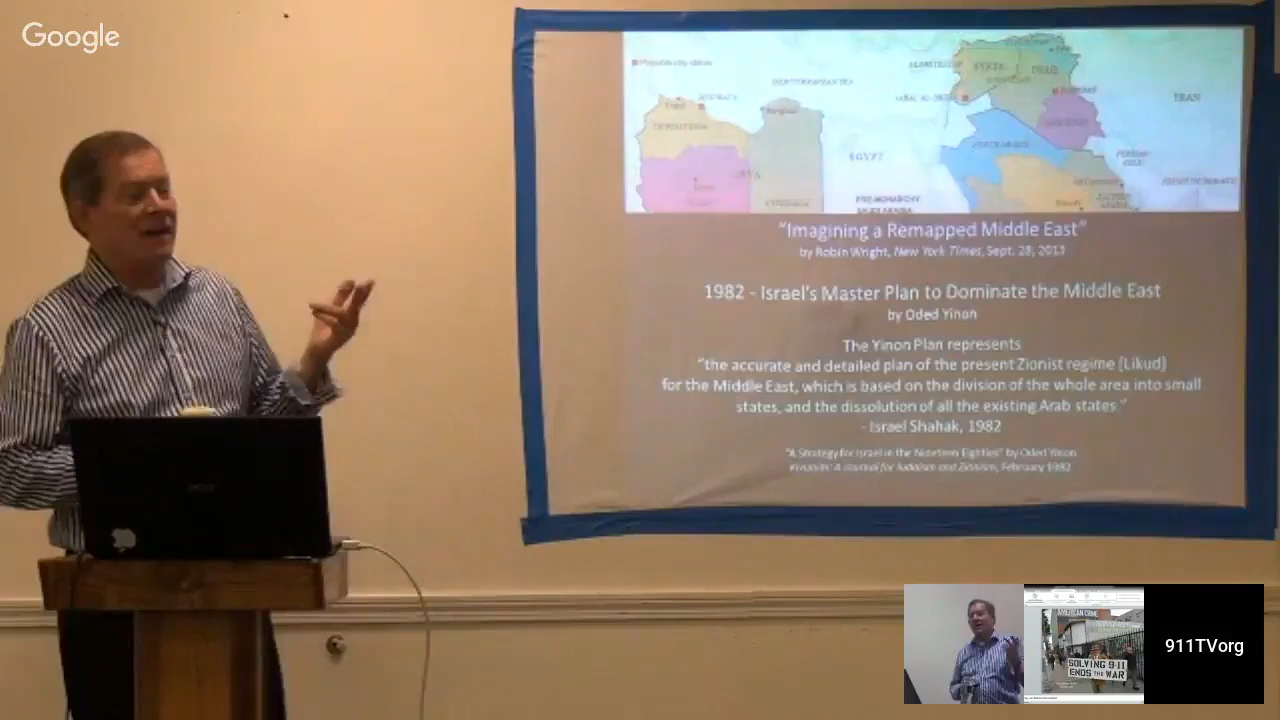 Google
SYRIA
IRAQ
IRAN
EGYPT
"Imagining a Remapped Middle East"
by Robin Wright, New York Times, Sept. 28, 2013
1982 - Israel's Master Plan to Dominate the Middle East
by Oded Yinon
The Yinon Plan represents
"the accurate and detailed plan of the present Zionist regime [Likud]
for the Middle East, which is based on the division of the whole area into small
states, and the dissolution of all the existing Arab states."
- Israel Shahak, 1982
"A Strategy for Israel in the Nineteen Eighties" by Oded Yinon
Kivunim: A Journal for Judaism and Zionism, February 1982
AMERICAN CRIME
SOLVING 9-11
ENDS THE WAR
911TVorg